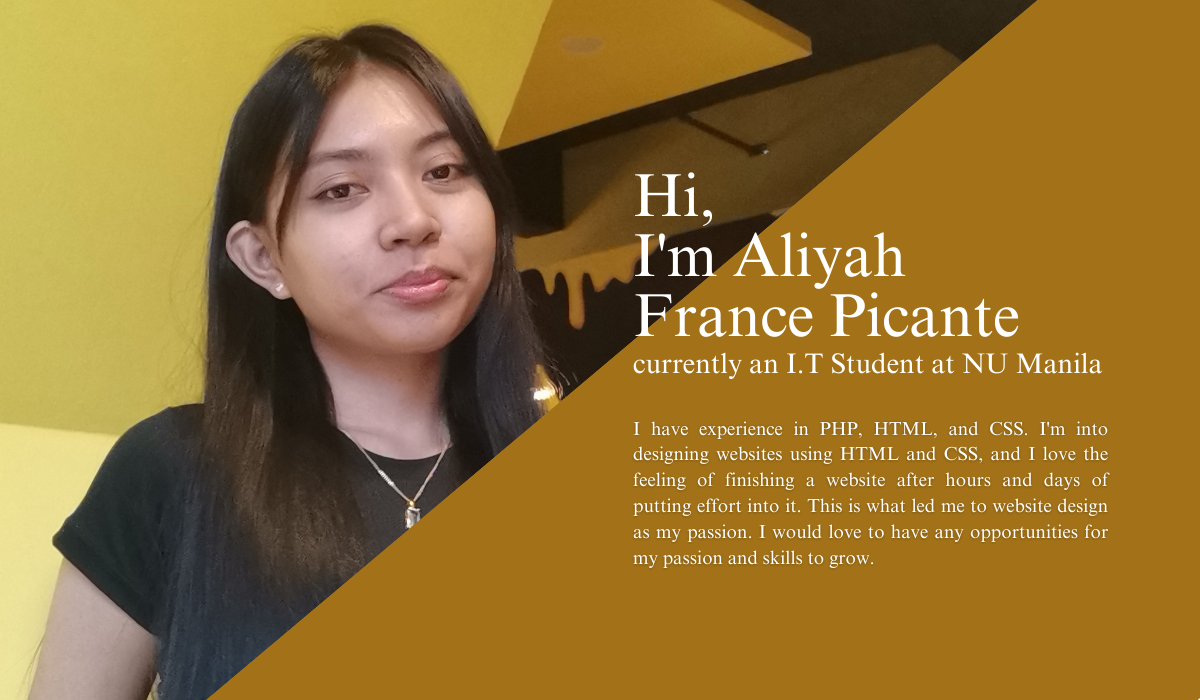 Hi,
I'm Aliyah
France Picante
currently an I.T Student at NU Manila
I have experience in PHP, HTML, and CSS. I'm into
designing websites using HTML and CSS, and I love the
feeling of finishing a website after hours and days of
putting effort into it. This is what led me to website design
as my passion. I would love to have any opportunities for
my passion and skills to grow.